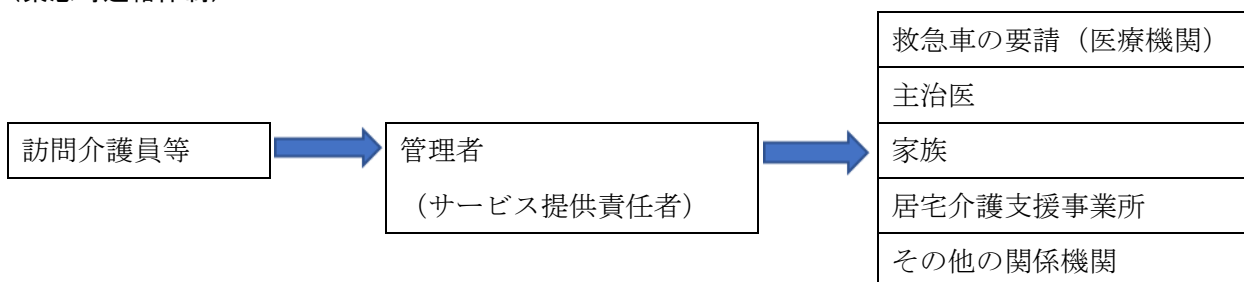 訪問介護員等
管理者
（サービス提供責任者）
救急車の要請（医療機関）
主治医
家族
居宅介護支援事業所
その他の関係機関